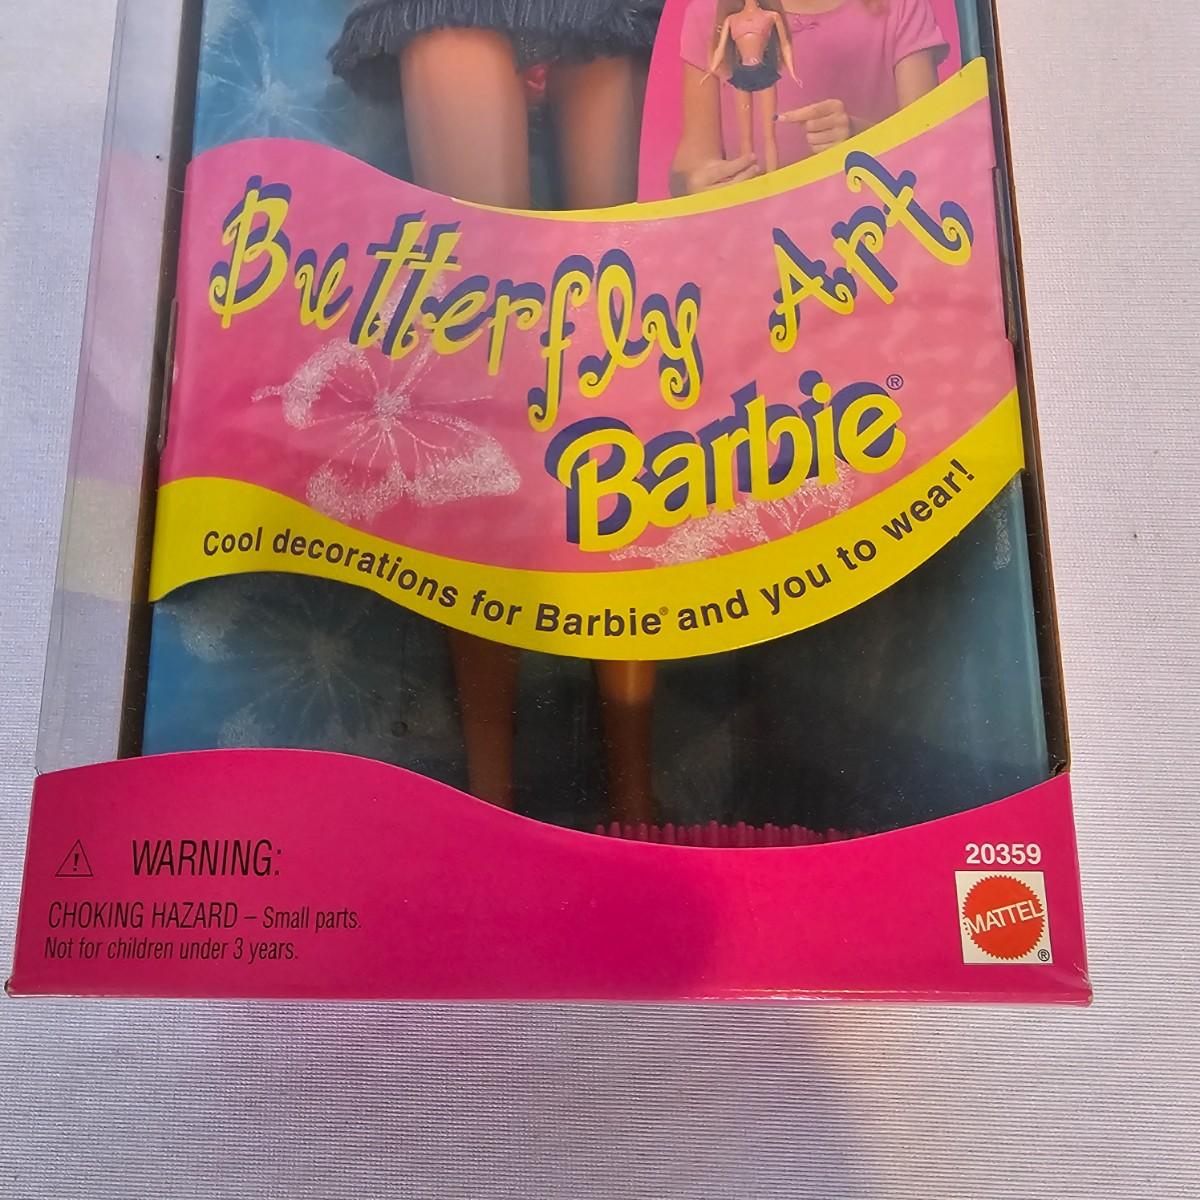 Butterfly Art
Barbie®
Cool decorations for Barbie® and you to wear!
WARNING:
CHOKING HAZARD – Small parts.
Not for children under 3 years.
20359
MATTEL
®